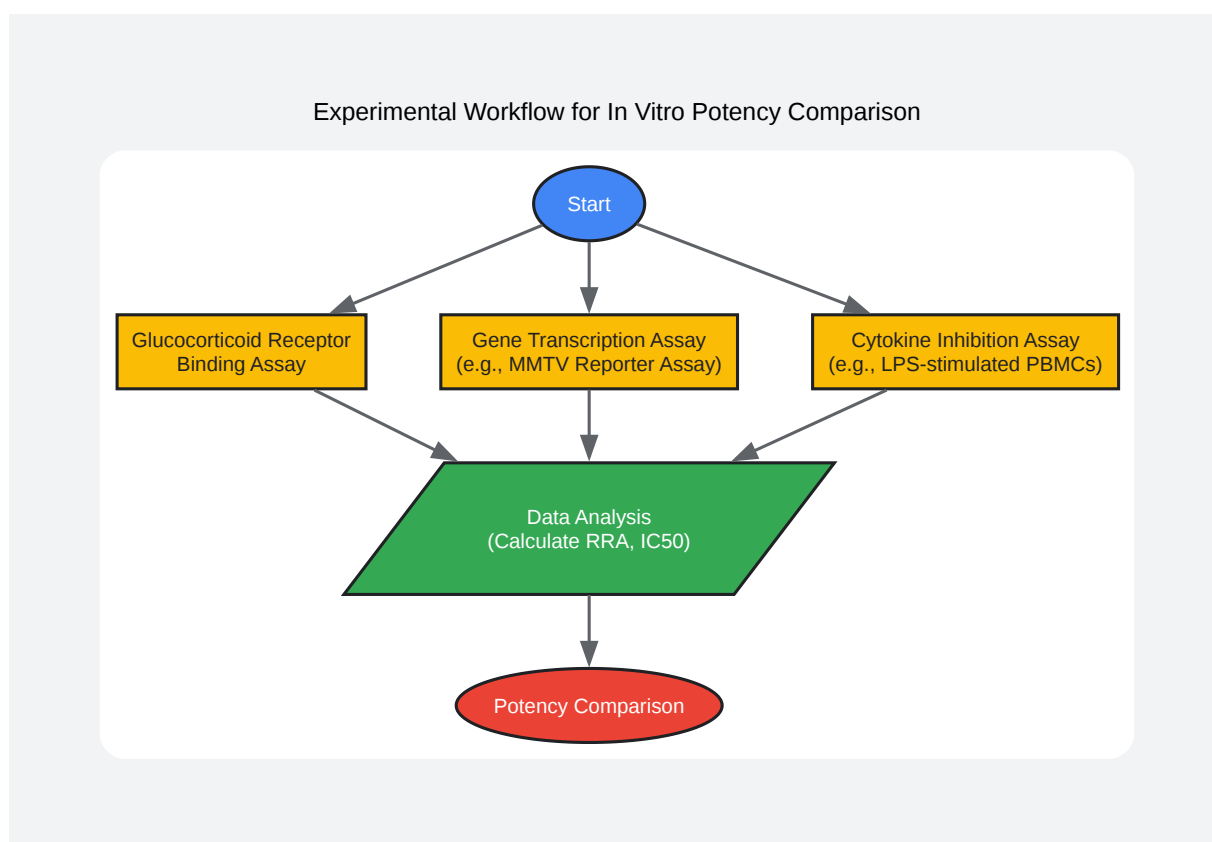 Experimental Workflow for In Vitro Potency Comparison
Start
Glucocorticoid Receptor
Binding Assay
Gene Transcription Assay
(e.g., MMTV Reporter Assay)
Cytokine Inhibition Assay
(e.g., LPS-stimulated PBMCs)
Data Analysis
(Calculate RRA, IC50)
Potency Comparison